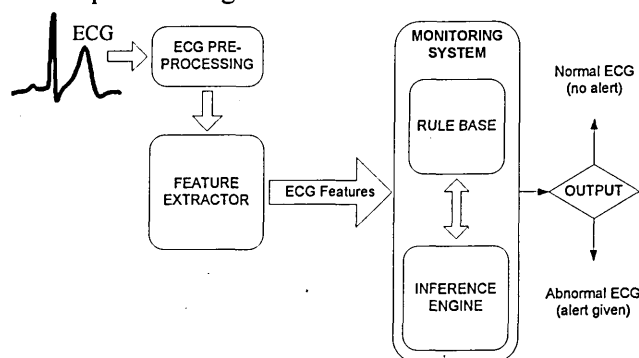 ECG
ECG PRE-
PROCESSING
FEATURE
EXTRACTOR
ECG Features
MONITORING
SYSTEM
RULE BASE
INFERENCE
ENGINE
Normal ECG
(no alert)
OUTPUT
Abnormal ECG
(alert given)